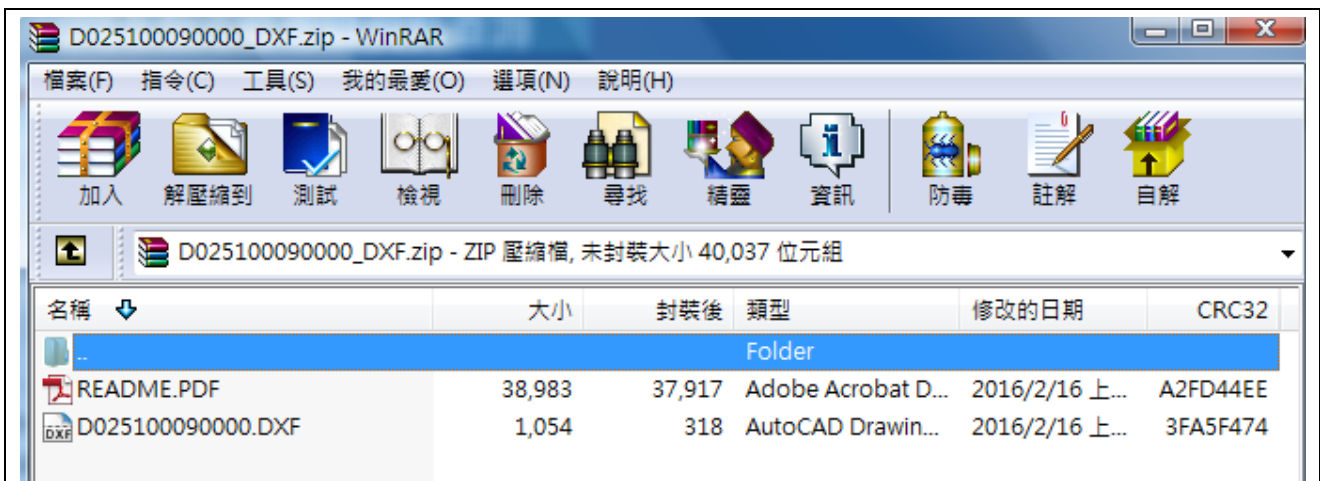 D025100090000_DXF.zip - WinRAR
檔案(F) 指令(C) 工具(S) 我的最愛(O) 選項(N) 說明(H)
加入 解壓縮到 測試 檢視 刪除 尋找 精靈 資訊 防毒 註解 自解
D025100090000_DXF.zip - ZIP 壓縮檔, 未封裝大小 40,037 位元組
名稱 大小 封裝後 類型 修改的日期 CRC32
.. Folder
README.PDF 38,983 37,917 Adobe Acrobat D... 2016/2/16 上... A2FD44EE
DXF D025100090000.DXF 1,054 318 AutoCAD Drawin... 2016/2/16 上... 3FA5F474